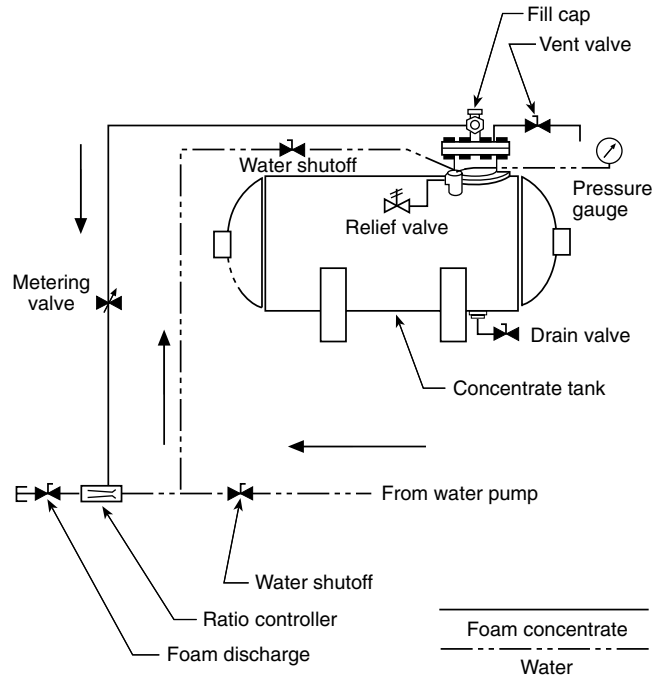 Fill cap
Vent valve
Water shutoff
Pressure
gauge
Relief valve
Metering
valve
Drain valve
Concentrate tank
From water pump
Water shutoff
Ratio controller
Foam discharge
Foam concentrate
Water